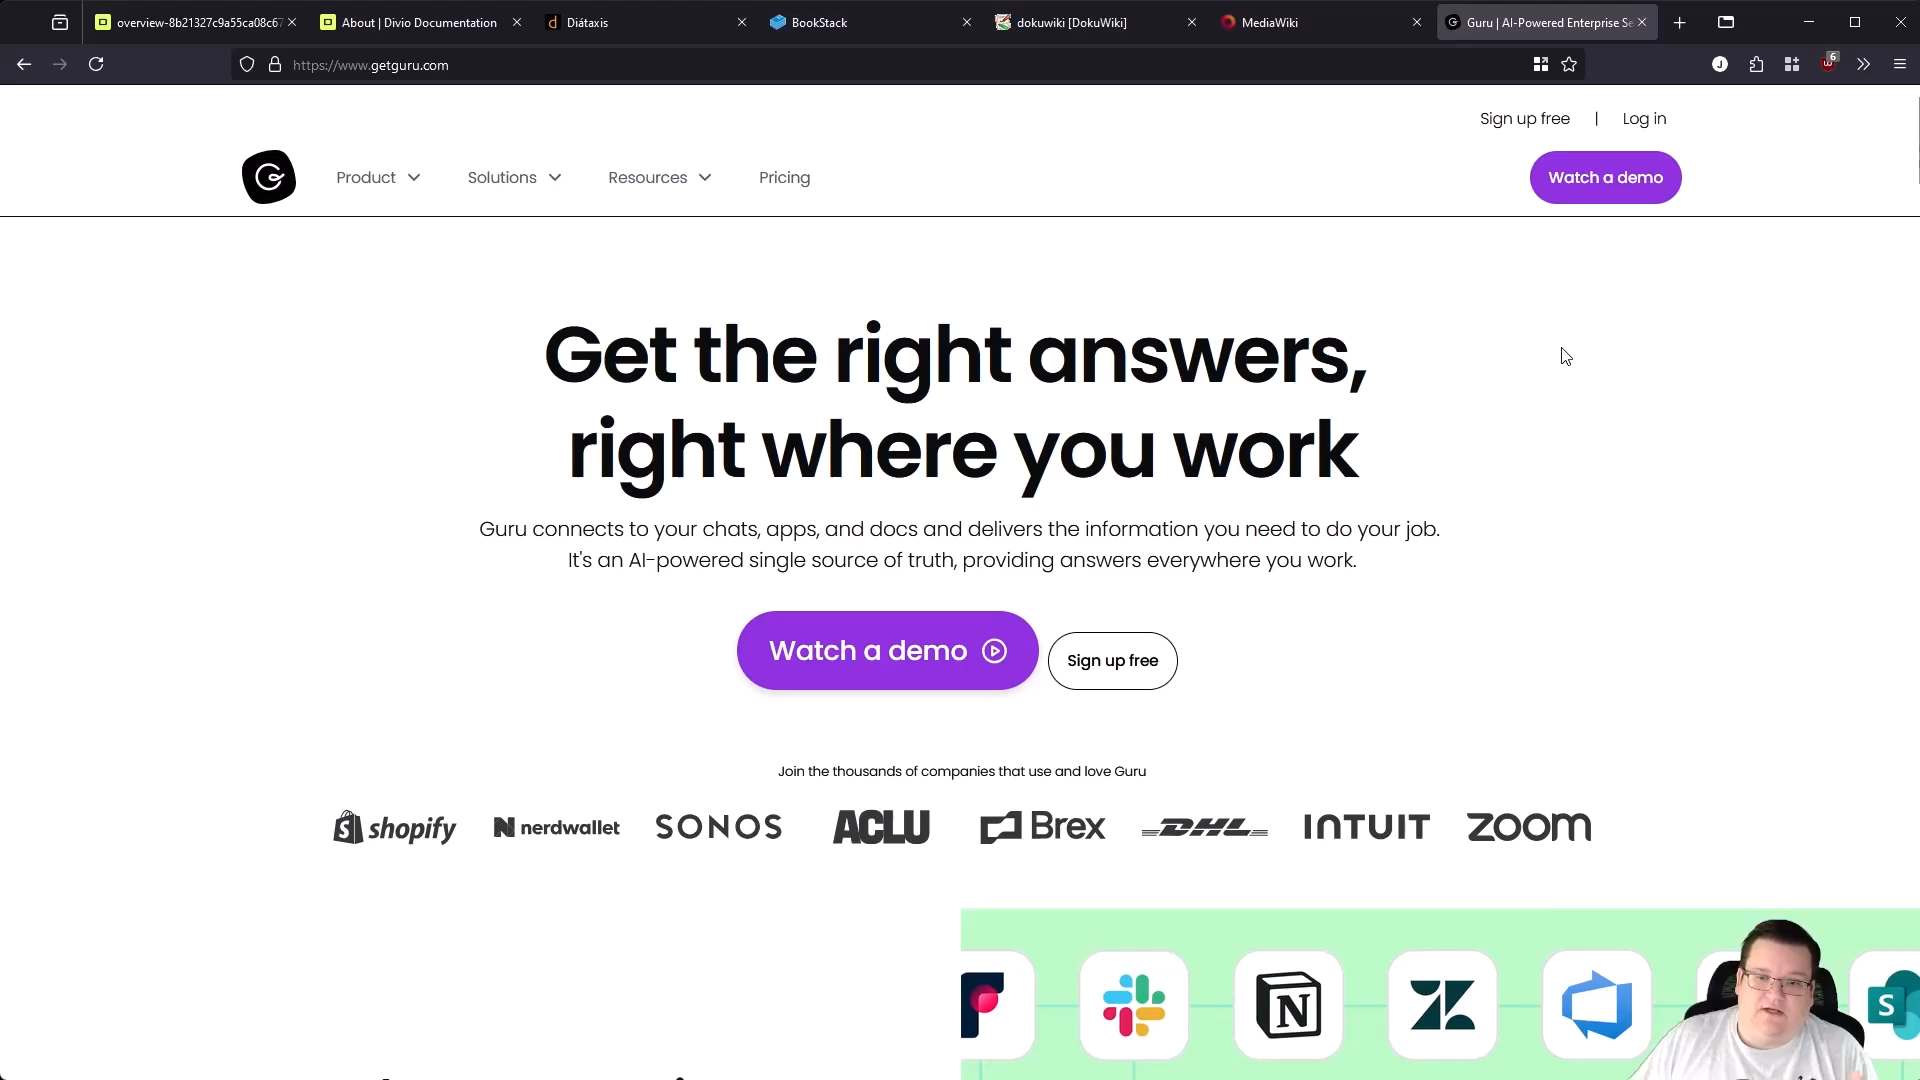 overview-8b21327c9a55ca08c67
About | Divio Documentation
Diátaxis
BookStack
dokuwiki [DokuWiki]
MediaWiki
Guru | AI-Powered Enterprise Se
https://www.getguru.com
J
6
Sign up free | Log in
Product
Solutions
Resources
Pricing
Watch a demo
Get the right answers,
right where you work
Guru connects to your chats, apps, and docs and delivers the information you need to do your job.
It's an AI-powered single source of truth, providing answers everywhere you work.
Watch a demo
Sign up free
Join the thousands of companies that use and love Guru
shopify
nerdwallet
SONOS
ACLU
Brex
DHL
INTUIT
zoom
N
S